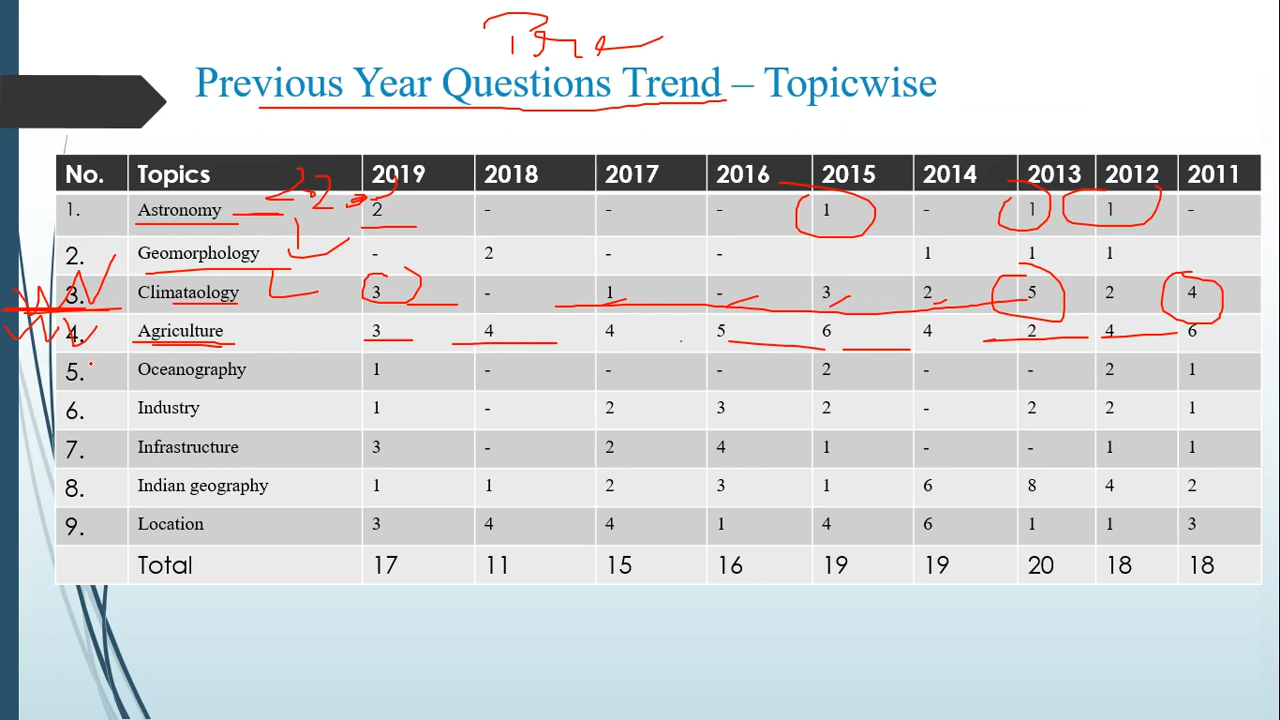 Previous Year Questions Trend – Topicwise
No. Topics 2019 2018 2017 2016 2015 2014 2013 2012 2011
1. Astronomy 2 - - - 1 - 1 1 -
2. Geomorphology - 2 - - 1 1 1
3. Climataology 3 - 1 - 3 2 5 2 4
4. Agriculture 3 4 4 5 6 4 2 4 6
5. Oceanography 1 - - - 2 - - 2 1
6. Industry 1 - 2 3 2 - 2 2 1
7. Infrastructure 3 - 2 4 1 - - 1 1
8. Indian geography 1 1 2 3 1 6 8 4 2
9. Location 3 4 4 1 4 6 1 1 3
Total 17 11 15 16 19 19 20 18 18